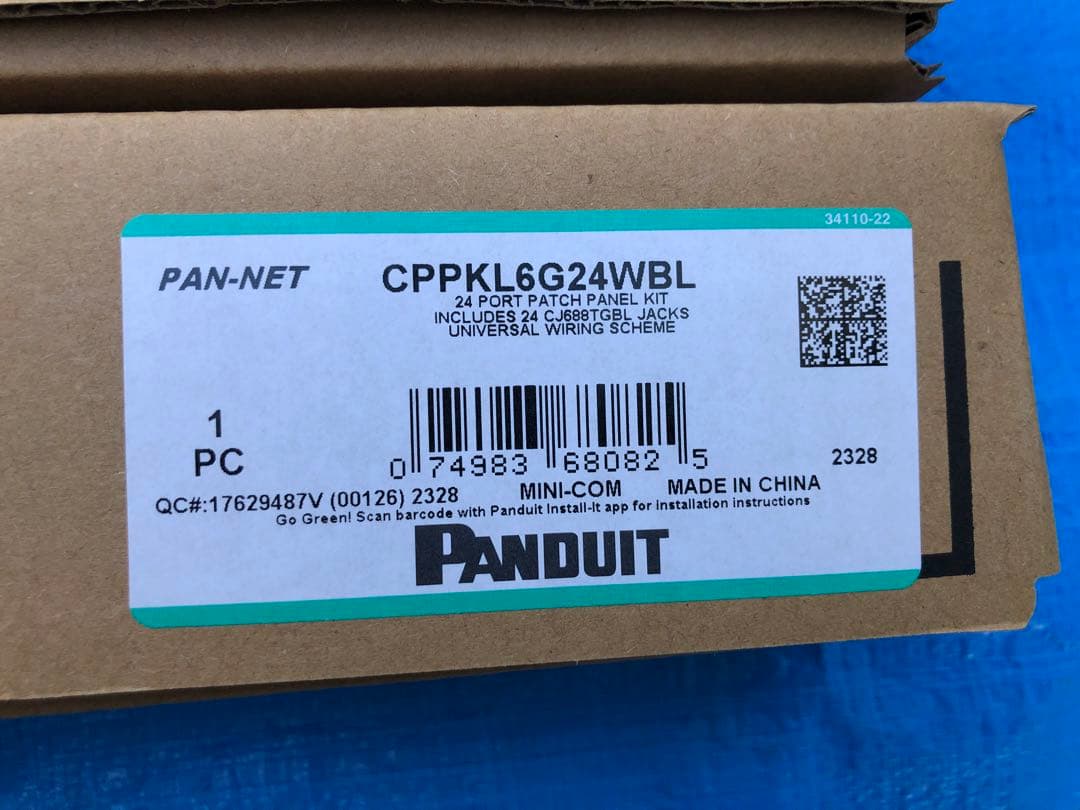 34110-22
PAN-NET
CPPKL6G24WBL
24 PORT PATCH PANEL KIT
INCLUDES 24 CJ688TGBL JACKS
UNIVERSAL WIRING SCHEME
1
PC
0 74983 68082 5
2328
QC#:17629487V (00126) 2328
MINI-COM
MADE IN CHINA
Go Green! Scan barcode with Panduit Install-It app for installation instructions
PANDUIT